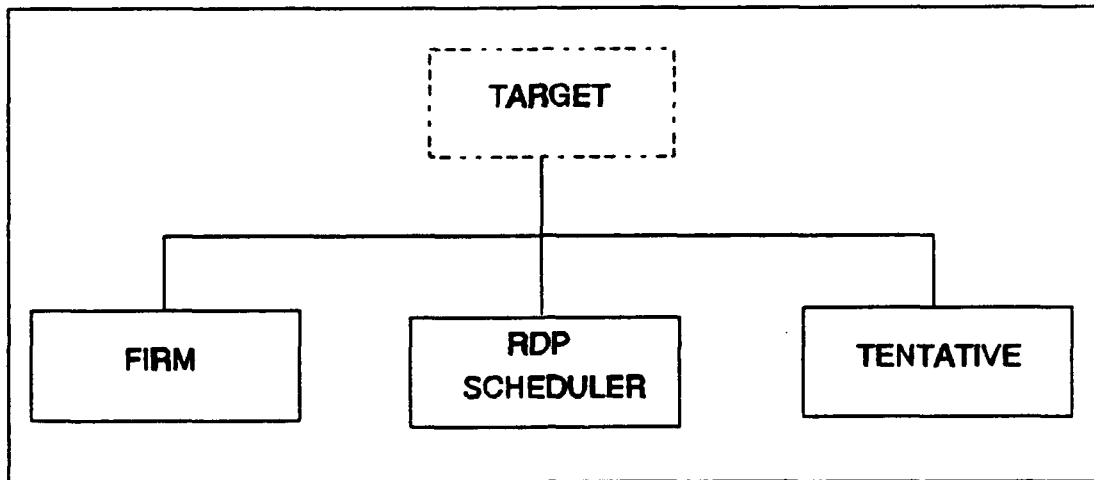 TARGET
FIRM
RDP
SCHEDULER
TENTATIVE